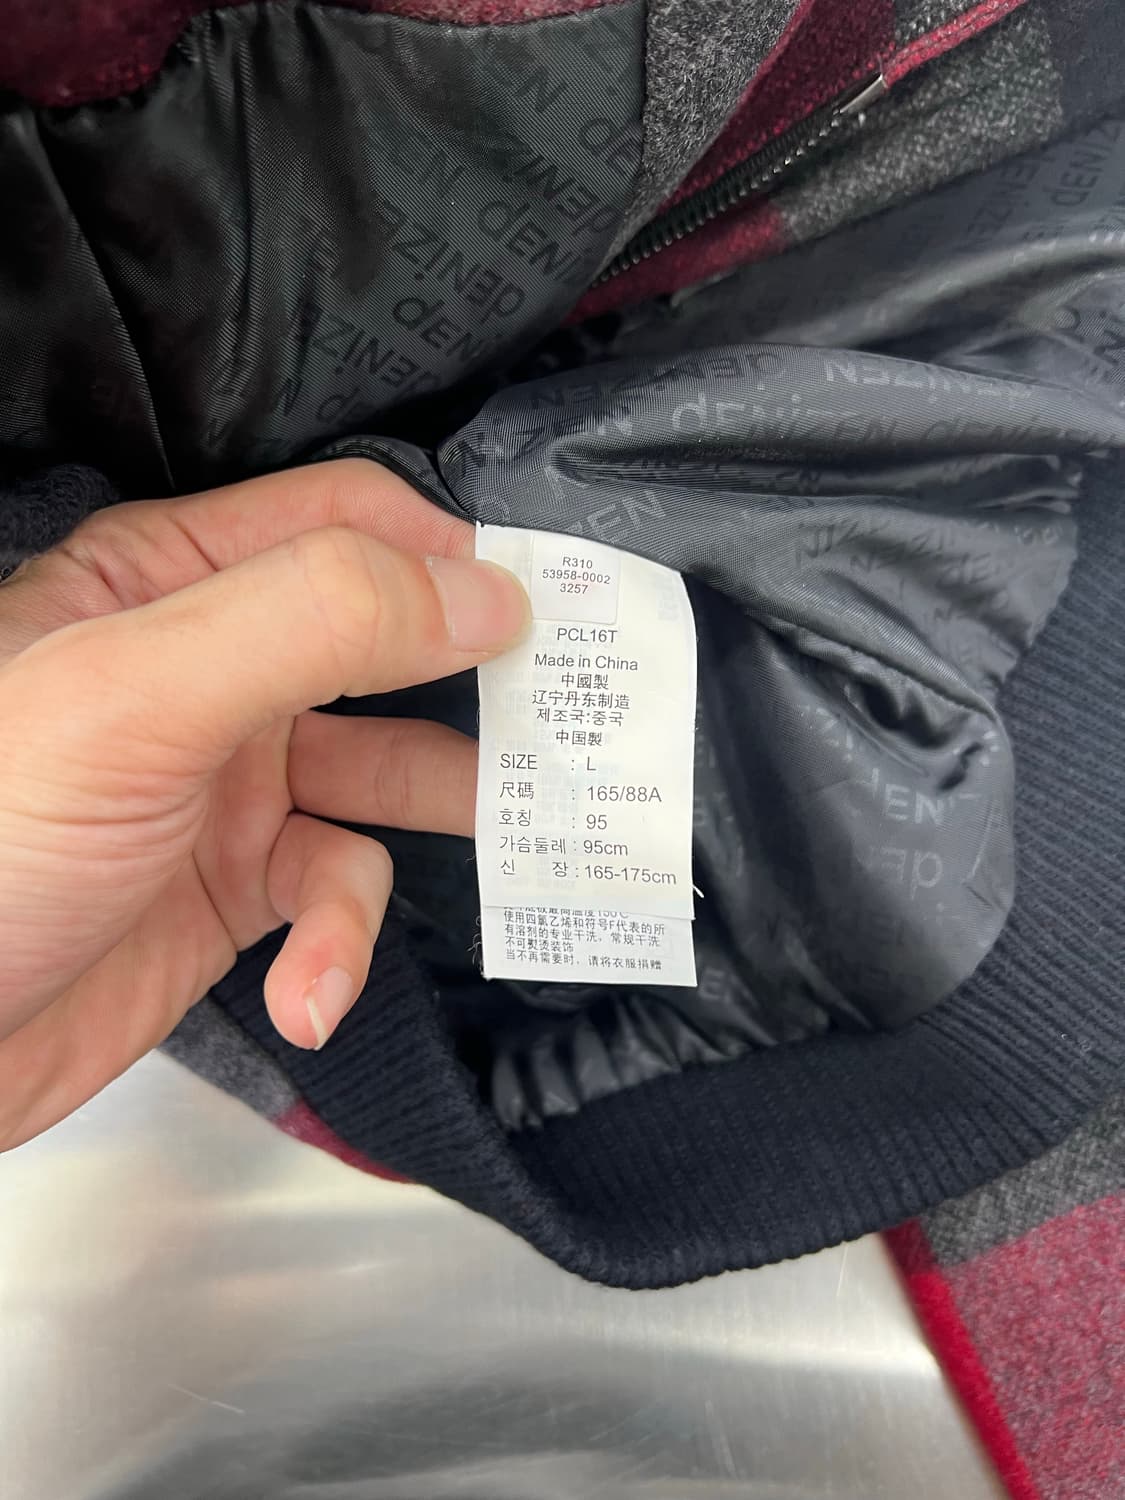 dENiZEN
R310
53958-0002
3257
PCL16T
Made in China
中國製
辽宁丹东制造
제조국:중국
中国製
SIZE : L
尺碼 : 165/88A
호칭 : 95
가슴둘레 : 95cm
신 장 : 165-175cm
使用四氯乙烯和符号F代表的所
有溶剂的专业干洗，常规干洗
不可熨烫装饰
当不再需要时，请将衣服捐赠